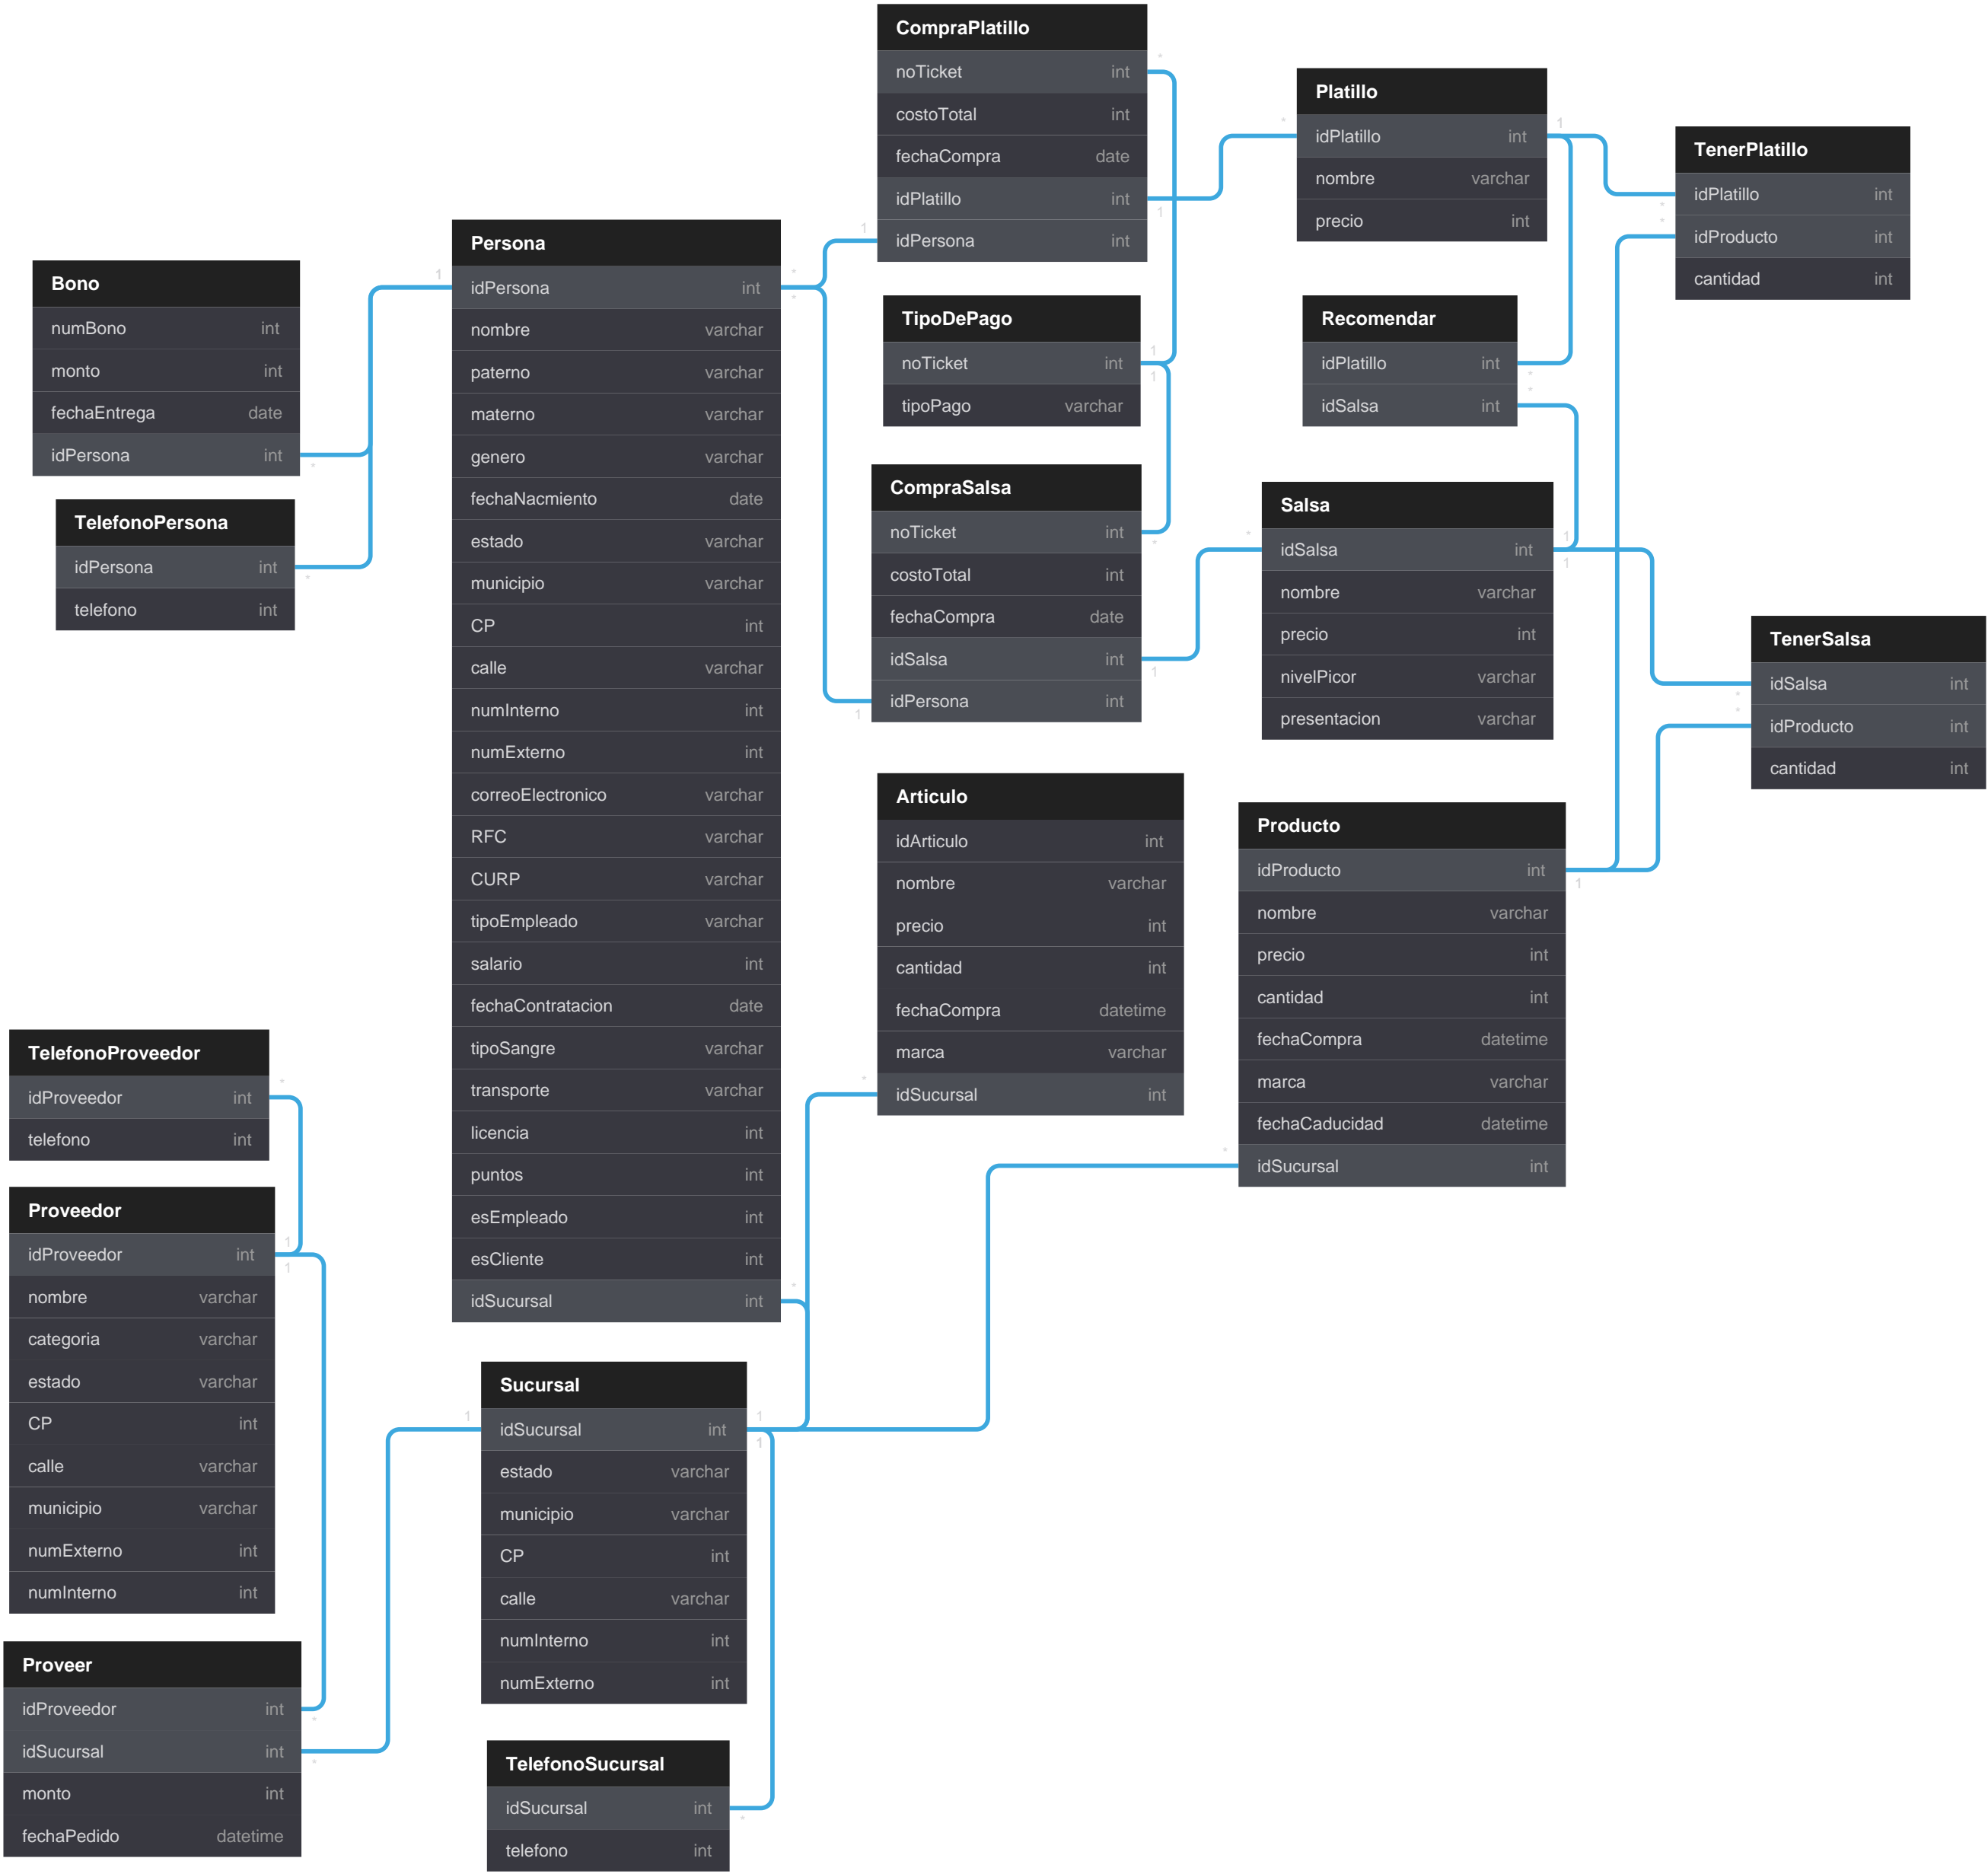 CompraPlatillo
noTicket int
costoTotal int
fechaCompra date
idPlatillo int
idPersona int
Platillo
idPlatillo int
nombre varchar
precio int
TenerPlatillo
idPlatillo int
idProducto int
cantidad int
Persona
idPersona int
nombre varchar
paterno varchar
materno varchar
genero varchar
fechaNacmiento date
estado varchar
municipio varchar
CP int
calle varchar
numInterno int
numExterno int
correoElectronico varchar
RFC varchar
CURP varchar
tipoEmpleado varchar
salario int
fechaContratacion date
tipoSangre varchar
transporte varchar
licencia int
puntos int
esEmpleado int
esCliente int
idSucursal int
Bono
numBono int
monto int
fechaEntrega date
idPersona int
TelefonoPersona
idPersona int
telefono int
TipoDePago
noTicket int
tipoPago varchar
Recomendar
idPlatillo int
idSalsa int
CompraSalsa
noTicket int
costoTotal int
fechaCompra date
idSalsa int
idPersona int
Salsa
idSalsa int
nombre varchar
precio int
nivelPicor varchar
presentacion varchar
TenerSalsa
idSalsa int
idProducto int
cantidad int
Articulo
idArticulo int
nombre varchar
precio int
cantidad int
fechaCompra datetime
marca varchar
idSucursal int
Producto
idProducto int
nombre varchar
precio int
cantidad int
fechaCompra datetime
marca varchar
fechaCaducidad datetime
idSucursal int
TelefonoProveedor
idProveedor int
telefono int
Proveedor
idProveedor int
nombre varchar
categoria varchar
estado varchar
CP int
calle varchar
municipio varchar
numExterno int
numInterno int
Sucursal
idSucursal int
estado varchar
municipio varchar
CP int
calle varchar
numInterno int
numExterno int
Proveer
idProveedor int
idSucursal int
monto int
fechaPedido datetime
TelefonoSucursal
idSucursal int
telefono int